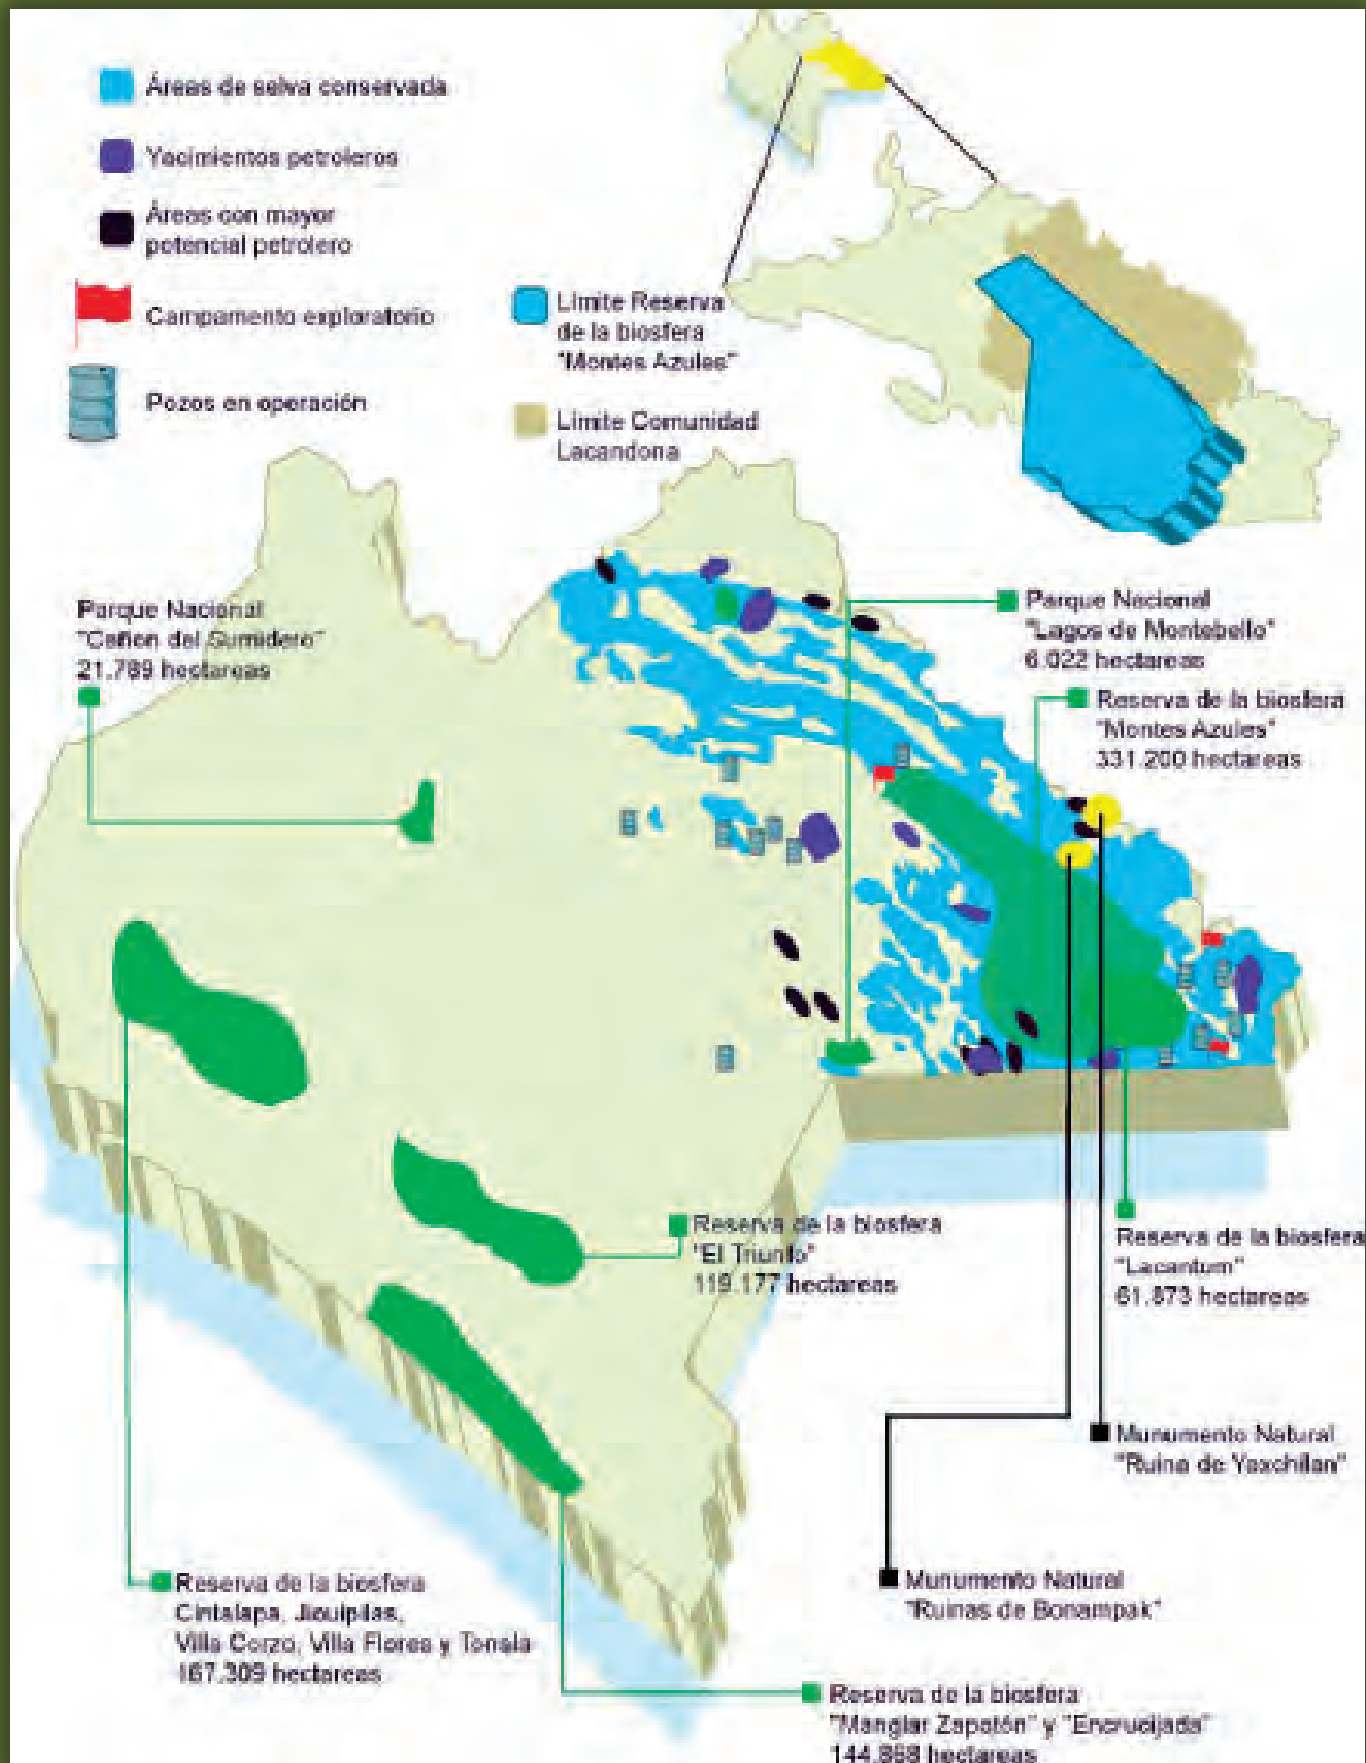 Áreas de selva conservada
Yacimientos petroleros
Áreas con mayor
potencial petrolero
Campamento exploratorio
Pozos en operación
Límite Reserva
de la biosfera
"Montes Azules"
Límite Comunidad
Lacandona
Parque Nacional
"Cañon del Sumidero"
21.789 hectareas
Parque Nacional
"Lagos de Montebello"
6.022 hectareas
Reserva de la biosfera
"Montes Azules"
331.200 hectareas
Reserva de la biosfera
"El Triunfo"
119.177 hectareas
Reserva de la biosfera
"Lacantum"
61.873 hectareas
Munumento Natural
"Ruina de Yaxchilan"
Munumento Natural
"Ruinas de Bonampak"
Reserva de la biosfera
Cintalapa, Jiquipilas,
Villa Corzo, Villa Flores y Tonala
167.309 hectareas
Reserva de la biosfera
"Manglar Zapotón" y "Encrucijada"
144.868 hectareas